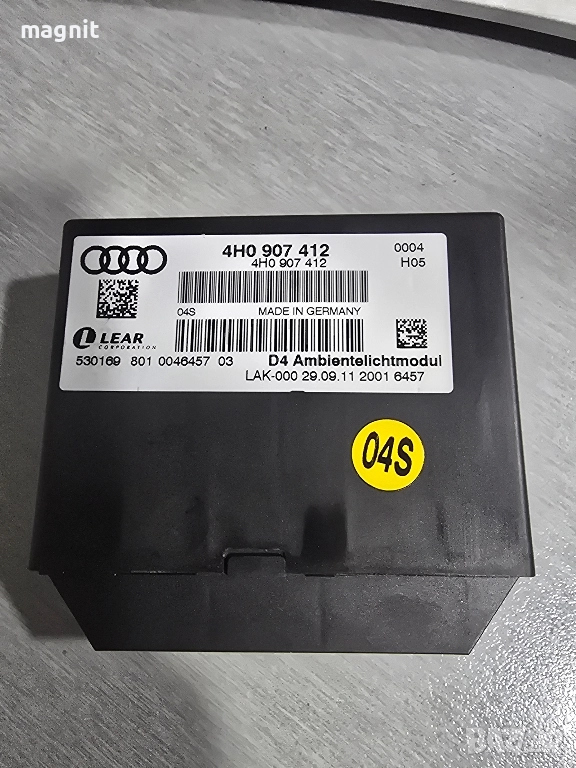 magnit
4H0 907 412
4H0 907 412
0004
H05
04S
MADE IN GERMANY
LEAR
CORPORATION
530169 801 0046457 03
D4 Ambientelichtmodul
LAK-000 29.09.11 2001 6457
04S